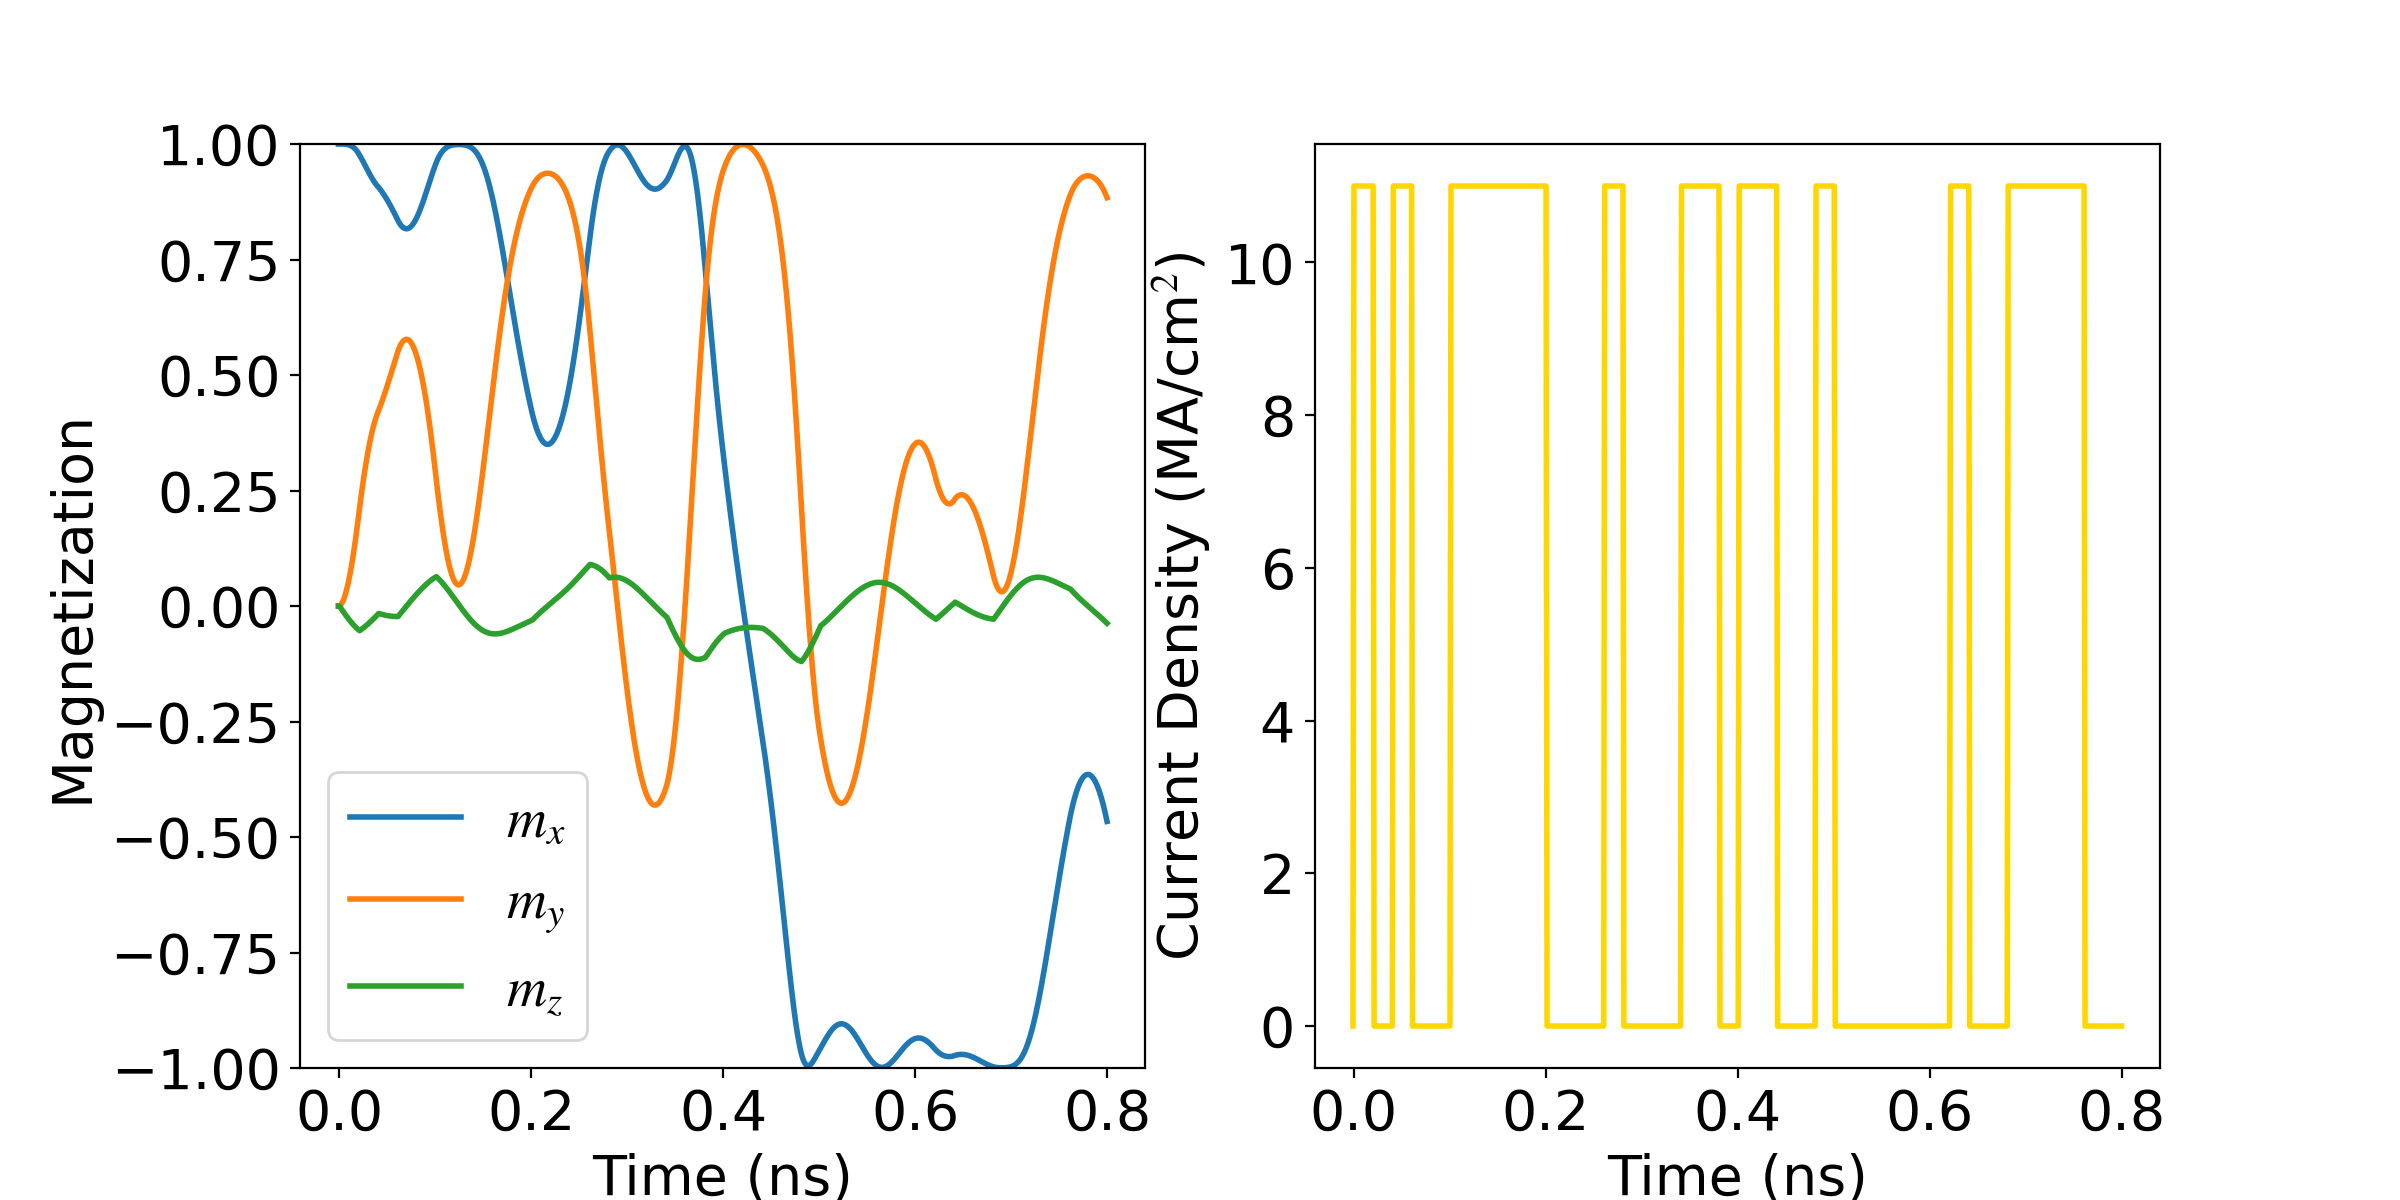 Magnetization
1.00
0.75
0.50
0.25
0.00
−0.25
−0.50
−0.75
−1.00
0.0 0.2 0.4 0.6 0.8
Time (ns)
m_x
m_y
m_z
Current Density (MA/cm²)
10
8
6
4
2
0
0.0 0.2 0.4 0.6 0.8
Time (ns)